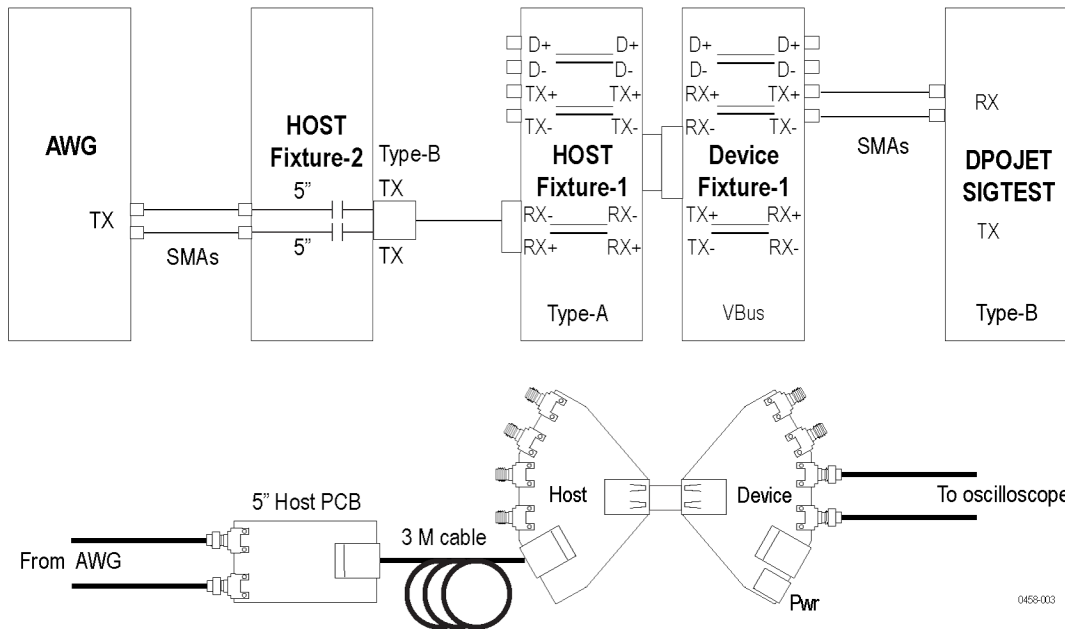 AWG
TX
SMAs
HOST
Fixture-2
5”
5”
Type-B
TX
TX
D+ D+
D- D-
TX+ TX+
TX- TX-
HOST
Fixture-1
RX- RX-
RX+ RX+
Type-A
D+ D+
D- D-
RX+ TX+
RX- TX-
Device
Fixture-1
TX+ RX+
TX- RX-
VBus
SMAs
RX
DPOJET
SIGTEST
TX
Type-B
From AWG
5” Host PCB
3 M cable
Host
Device
Pwr
To oscilloscope
0458-003